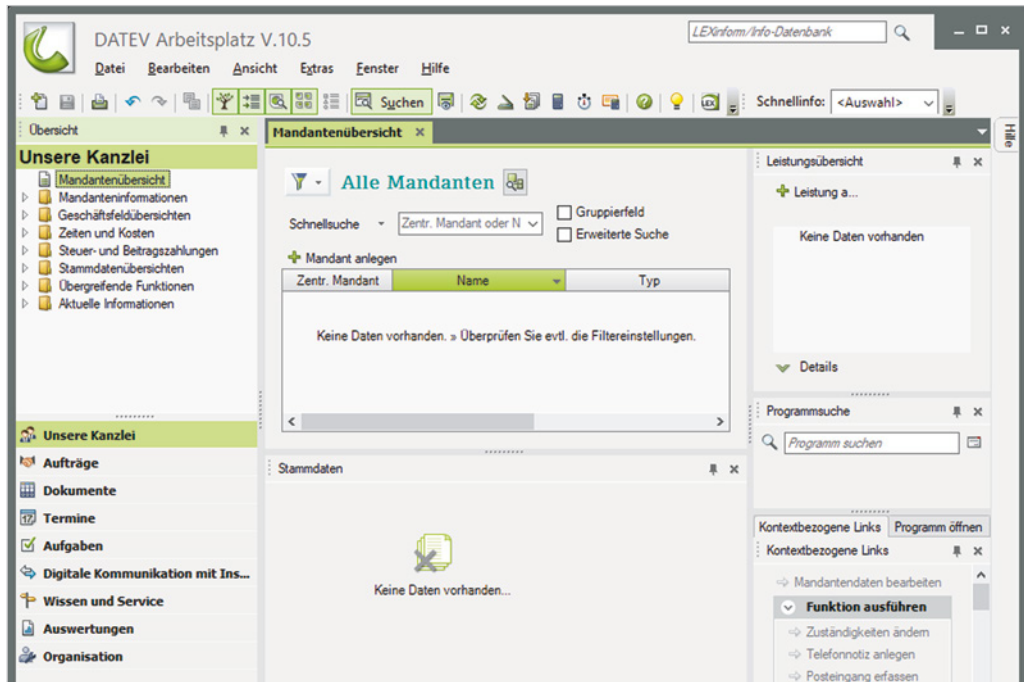 LEXinform/Info-Datenbank
DATEV Arbeitsplatz V.10.5
Datei Bearbeiten Ansicht Extras Fenster Hilfe
Suchen
LEX
Schnellinfo: <Auswahl>
Übersicht
Unsere Kanzlei
Mandantenübersicht
Mandanteninformationen
Geschäftsfeldübersichten
Zeiten und Kosten
Steuer- und Beitragszahlungen
Stammdatenübersichten
Übergreifende Funktionen
Aktuelle Informationen
Unsere Kanzlei
Aufträge
Dokumente
17 Termine
Aufgaben
Digitale Kommunikation mit Ins...
Wissen und Service
Auswertungen
Organisation
Mandantenübersicht
Alle Mandanten
Schnellsuche
Zentr. Mandant oder N
Gruppierfeld
Erweiterte Suche
Mandant anlegen
Zentr. Mandant Name Typ
Keine Daten vorhanden. » Überprüfen Sie evtl. die Filtereinstellungen.
Stammdaten
Keine Daten vorhanden...
Leistungsübersicht
Leistung a...
Keine Daten vorhanden
Details
Programmsuche
Programm suchen
Kontextbezogene Links Programm öffnen
Kontextbezogene Links
Mandantendaten bearbeiten
Funktion ausführen
Zuständigkeiten ändern
Telefonnotiz anlegen
Posteingang erfassen
Hilfe